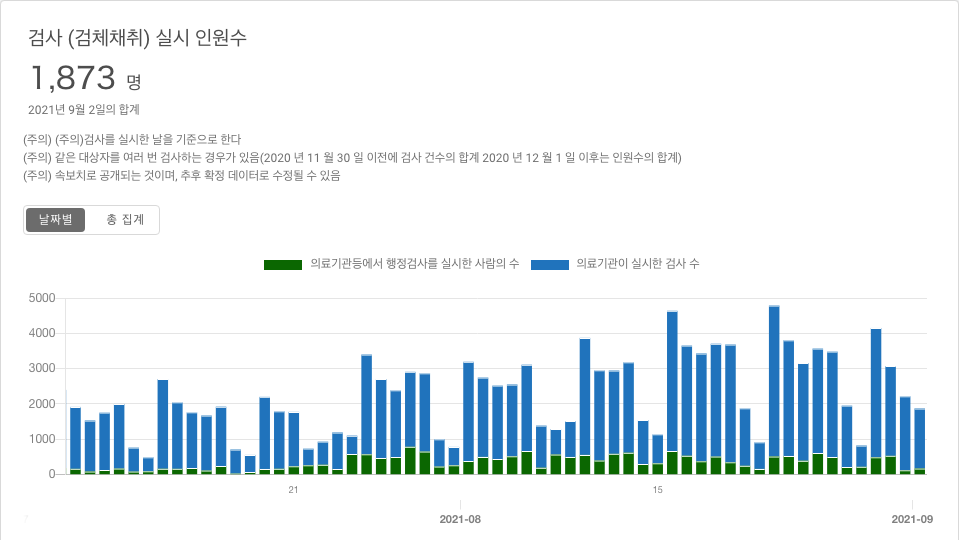 검사 (검체채취) 실시 인원수
1,873 명
2021년 9월 2일의 합계
(주의) (주의)검사를 실시한 날을 기준으로 한다
(주의) 같은 대상자를 여러 번 검사하는 경우가 있음(2020 년 11 월 30 일 이전에 검사 건수의 합계 2020 년 12 월 1 일 이후는 인원수의 합계)
(주의) 속보치로 공개되는 것이며, 추후 확정 데이터로 수정될 수 있음
날짜별 총 집계
의료기관등에서 행정검사를 실시한 사람의 수 의료기관이 실시한 검사 수
5000
4000
3000
2000
1000
0
21 15
2021-08 2021-09